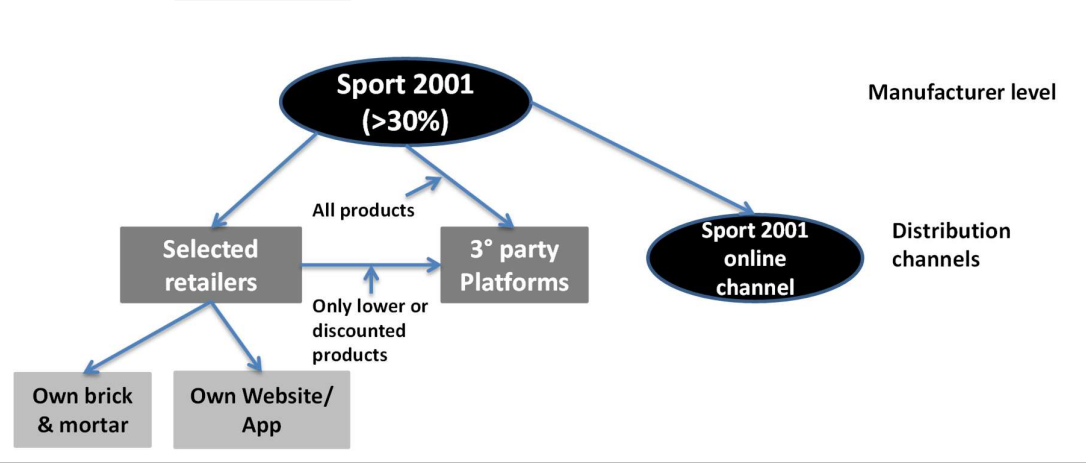 Sport 2001
(>30%)
Manufacturer level
All products
Selected
retailers
3° party
Platforms
Sport 2001
online
channel
Distribution
channels
Only lower or
discounted
products
Own brick
& mortar
Own Website/
App